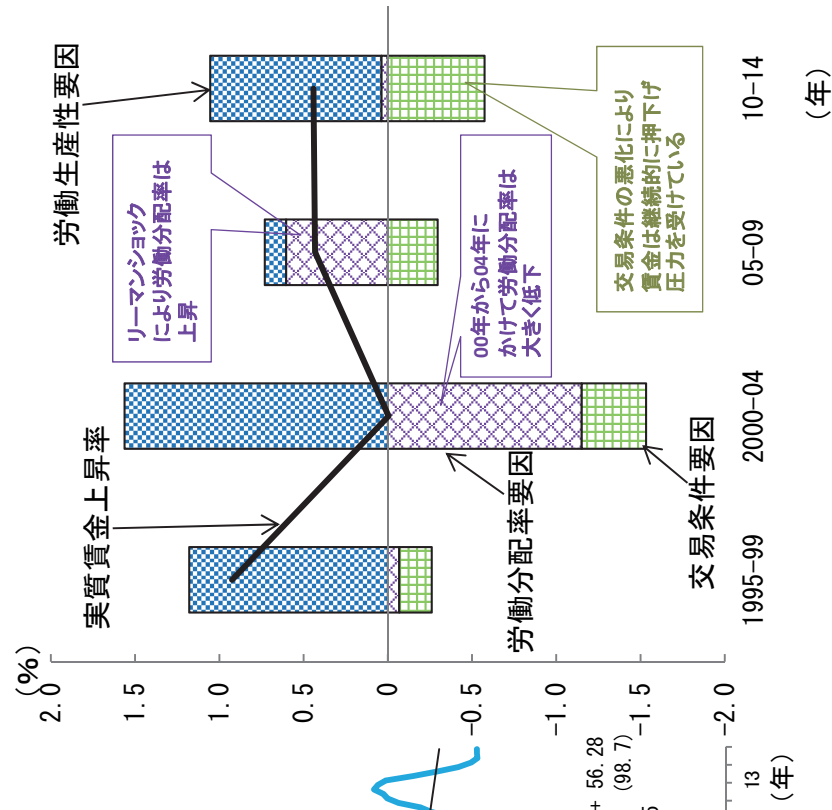 (%)
2.0
1.5
1.0
0.5
0
-0.5
-1.0
-1.5
-2.0
実質賃金上昇率
労働生産性要因
リーマンショック
により労働分配率は
上昇
00年から04年に
かけて労働分配率は
大きく低下
交易条件の悪化により
賃金は継続的に押下げ
圧力を受けている
労働分配率要因
交易条件要因
1995-99
2000-04
05-09
10-14
(年)
+ 56.28
(98.7)
13
(年)